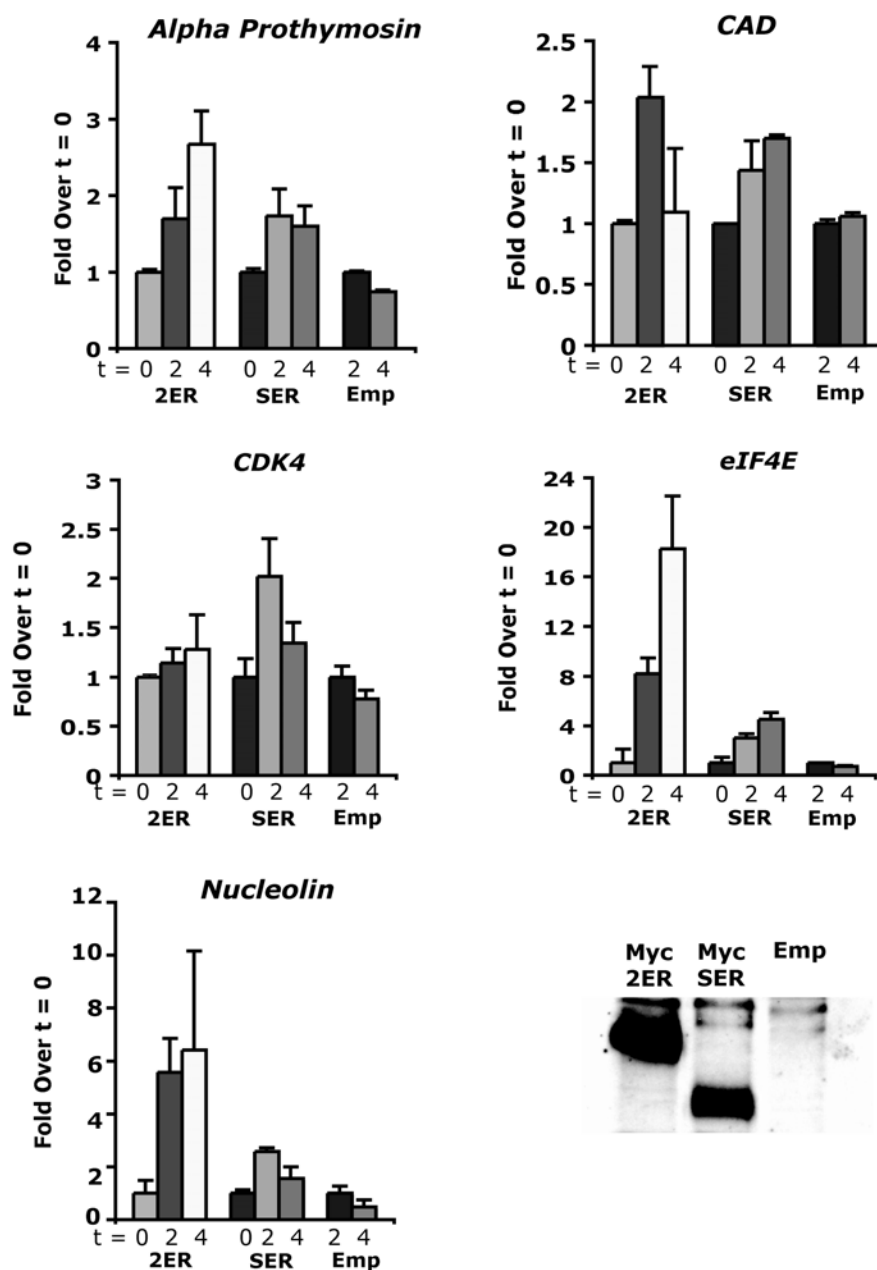 Alpha Prothymosin
Fold Over t = 0
4
3
2
1
0
t = 0 2 4 0 2 4 2 4
2ER SER Emp
CAD
Fold Over t = 0
2.5
2
1.5
1
0.5
0
t = 0 2 4 0 2 4 2 4
2ER SER Emp
CDK4
Fold Over t = 0
3
2.5
2
1.5
1
0.5
0
t = 0 2 4 0 2 4 2 4
2ER SER Emp
eIF4E
Fold Over t = 0
24
20
16
12
8
4
0
t = 0 2 4 0 2 4 2 4
2ER SER Emp
Nucleolin
Fold Over t = 0
12
10
8
6
4
2
0
t = 0 2 4 0 2 4 2 4
2ER SER Emp
Myc Myc Emp
2ER SER